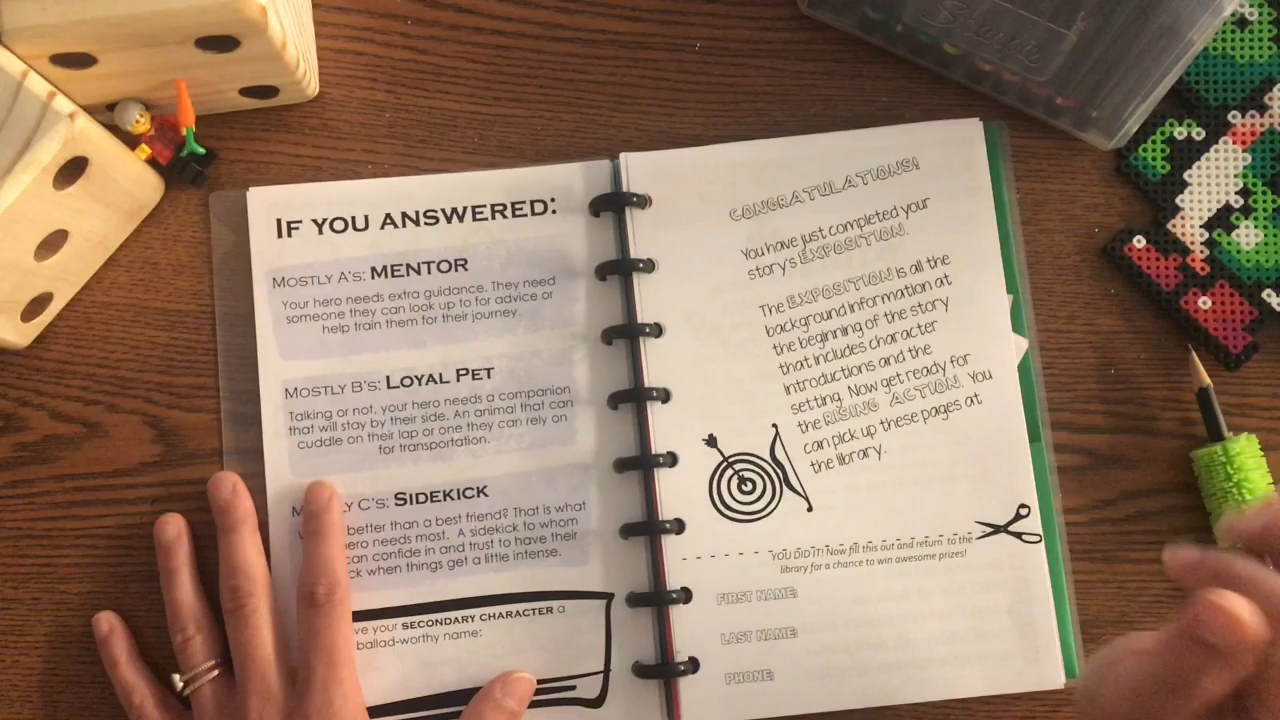 IF YOU ANSWERED:
MOSTLY A'S: MENTOR
Your hero needs extra guidance. They need
someone they can look up to for advice or
help train them for their journey.
MOSTLY B'S: LOYAL PET
Talking or not, your hero needs a companion
that will stay by their side. An animal that can
cuddle on their lap or one they can rely on
for transportation.
C'S: SIDEKICK
better than a best friend? That is what
needs most. A sidekick to whom
can confide in and trust to have their
when things get a little intense.
your SECONDARY CHARACTER a
ballad-worthy name:
CONGRATULATIONS!
You have just completed your
story's EXPOSITION.
The EXPOSITION is all the
background information at
the beginning of the story
that includes character
introductions and the
setting. Now get ready for
the RISING ACTION. You
can pick up these pages at
the library.
YOU DID IT! Now fill this out and return to the
library for a chance to win awesome prizes!
FIRST NAME:
LAST NAME:
PHONE:
Sharpie